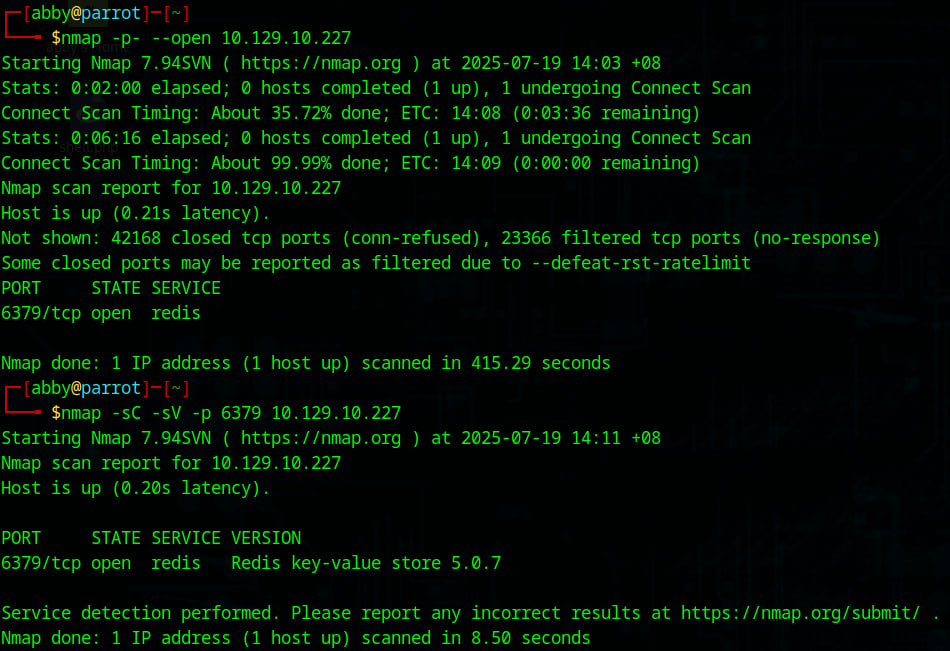 ┌─[abby@parrot]─[~]
└──╼ $nmap -p- --open 10.129.10.227
Starting Nmap 7.94SVN ( https://nmap.org ) at 2025-07-19 14:03 +08
Stats: 0:02:00 elapsed; 0 hosts completed (1 up), 1 undergoing Connect Scan
Connect Scan Timing: About 35.72% done; ETC: 14:08 (0:03:36 remaining)
Stats: 0:06:16 elapsed; 0 hosts completed (1 up), 1 undergoing Connect Scan
Connect Scan Timing: About 99.99% done; ETC: 14:09 (0:00:00 remaining)
Nmap scan report for 10.129.10.227
Host is up (0.21s latency).
Not shown: 42168 closed tcp ports (conn-refused), 23366 filtered tcp ports (no-response)
Some closed ports may be reported as filtered due to --defeat-rst-ratelimit
PORT     STATE SERVICE
6379/tcp open  redis

Nmap done: 1 IP address (1 host up) scanned in 415.29 seconds
┌─[abby@parrot]─[~]
└──╼ $nmap -sC -sV -p 6379 10.129.10.227
Starting Nmap 7.94SVN ( https://nmap.org ) at 2025-07-19 14:11 +08
Nmap scan report for 10.129.10.227
Host is up (0.20s latency).

PORT     STATE SERVICE VERSION
6379/tcp open  redis   Redis key-value store 5.0.7

Service detection performed. Please report any incorrect results at https://nmap.org/submit/ .
Nmap done: 1 IP address (1 host up) scanned in 8.50 seconds